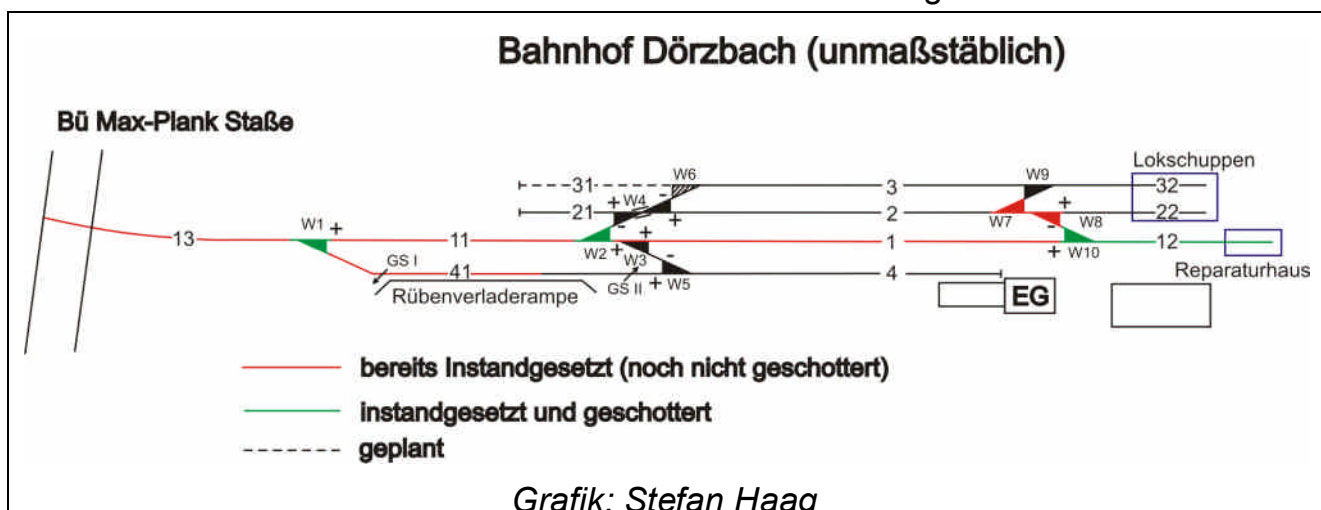 Bahnhof Dörzbach (unmaßstäblich)
Bü Max-Plank Staße
Lokschuppen
W6
W9
31
3
32
+
W4
-
21
+
2
W7
+
22
W1
+
-
-
W8
13
11
W2
+
W3
1
+
W10
12
GS I
-
Reparaturhaus
41
GS II
+
W5
4
Rübenverladerampe
EG
bereits Instandgesetzt (noch nicht geschottert)
instandgesetzt und geschottert
geplant
Grafik: Stefan Haag